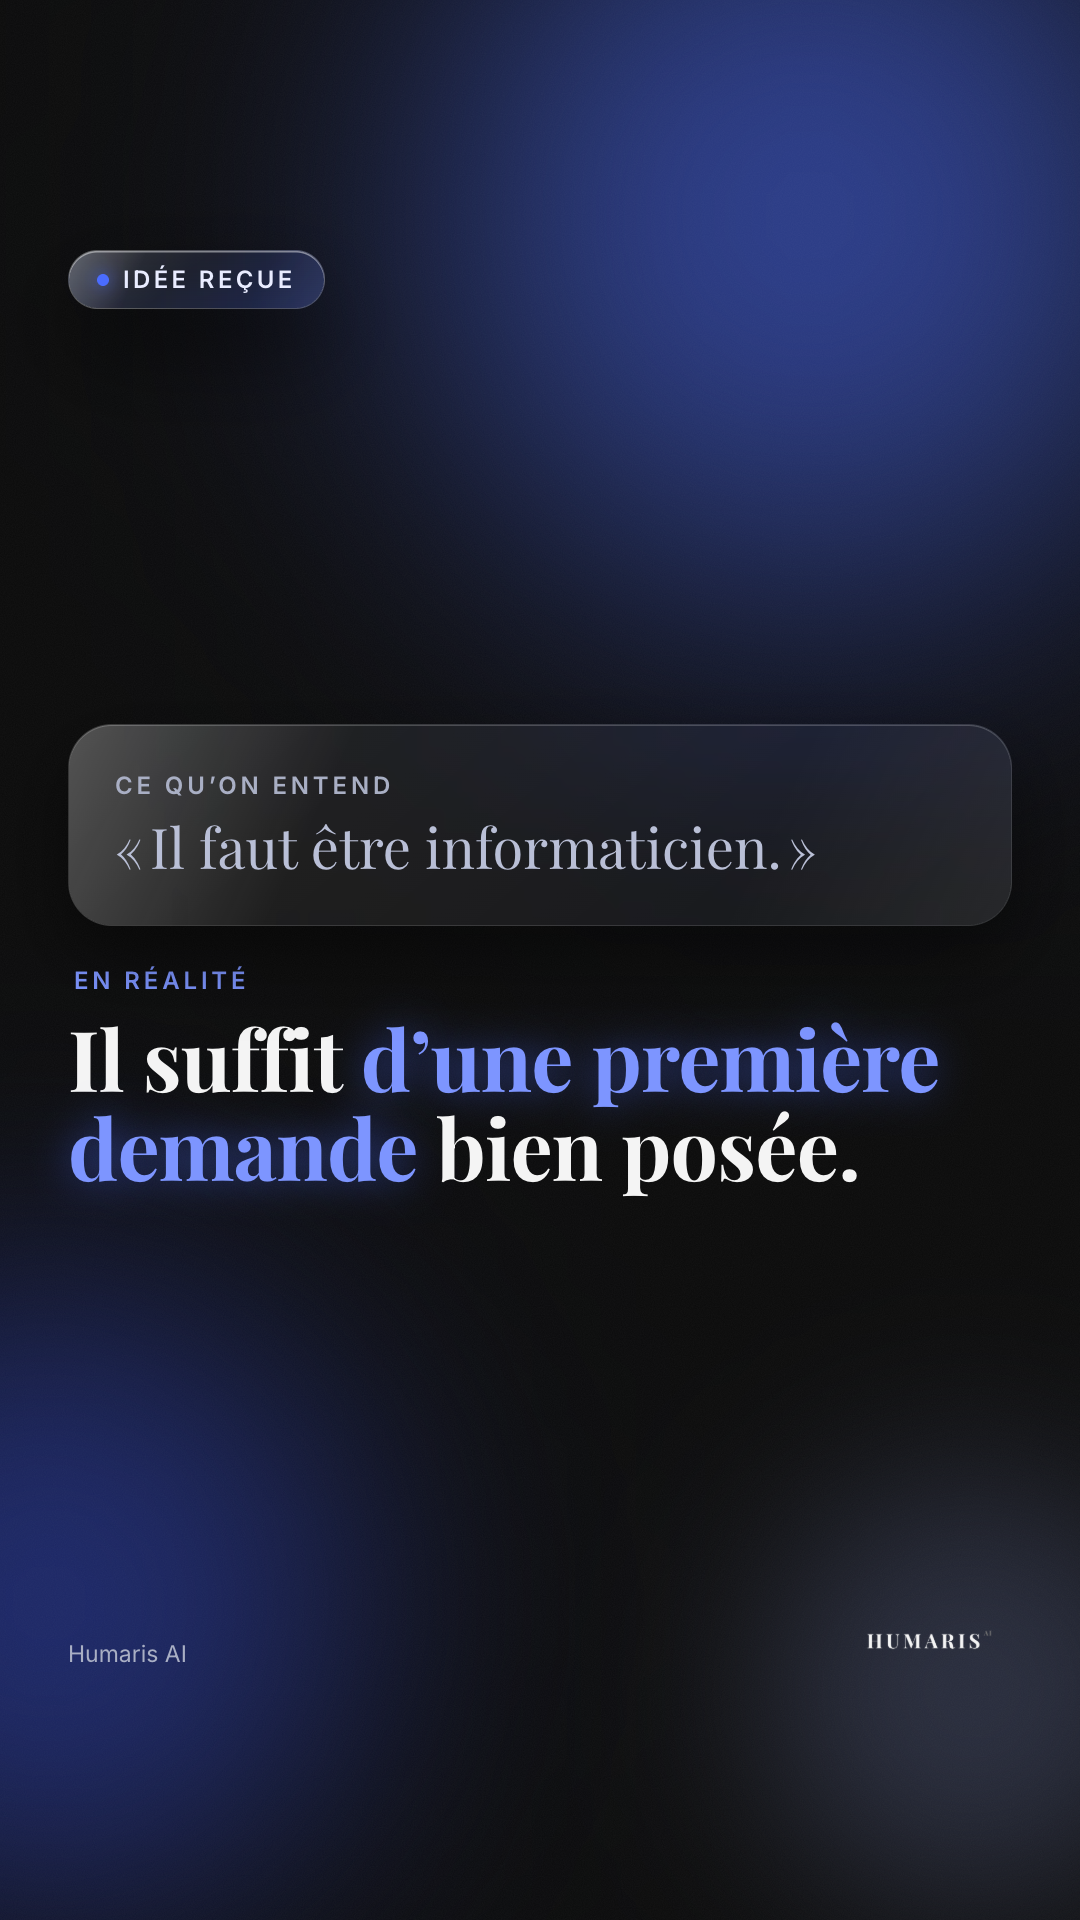 IDÉE REÇUE
CE QU’ON ENTEND
« Il faut être informaticien. »
EN RÉALITÉ
Il suffit d’une première
demande bien posée.
Humaris AI
HUMARIS AI